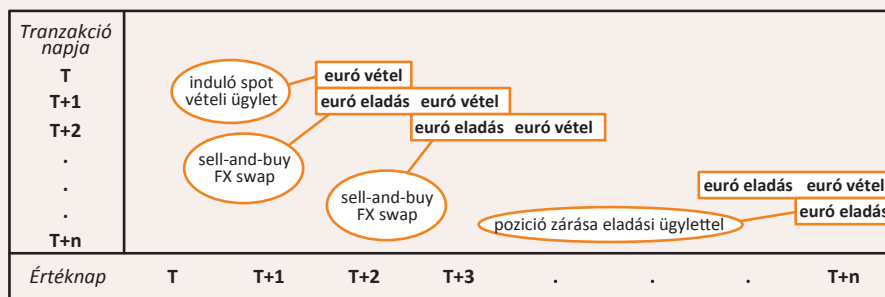 Tranzakció
napja
T
T+1
T+2
.
.
.
T+n
induló spot
vételi ügylet
euró vétel
euró eladás euró vétel
euró eladás euró vétel
sell-and-buy
FX swap
sell-and-buy
FX swap
euró eladás euró vétel
euró eladás
pozició zárása eladási ügylettel
Értéknap T T+1 T+2 T+3 . . . T+n